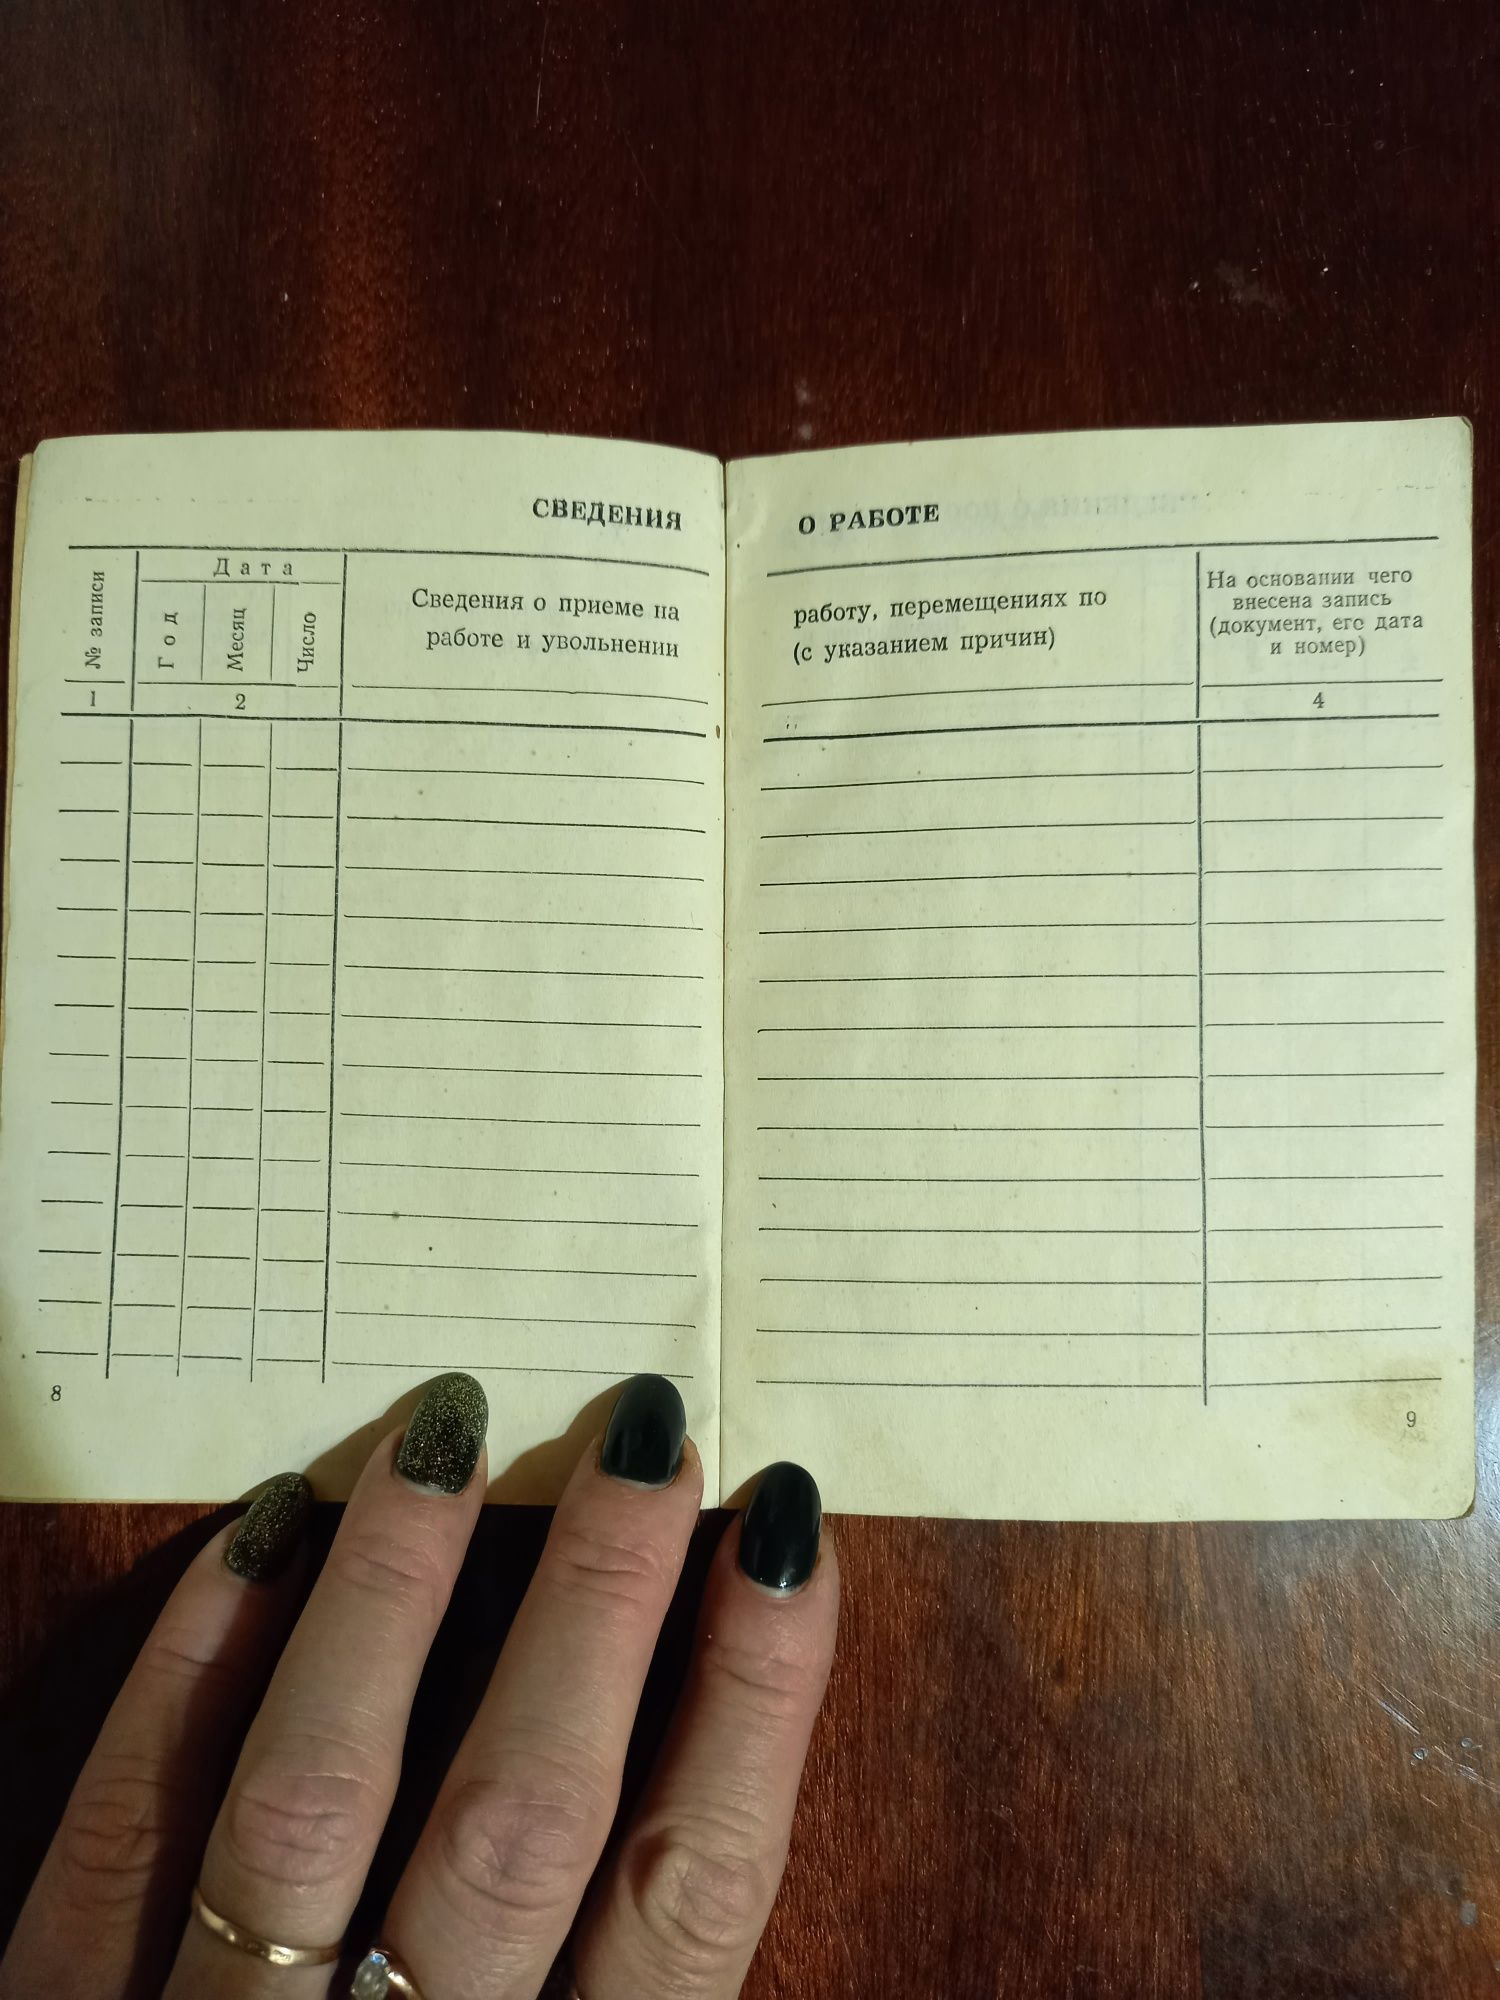 СВЕДЕНИЯ О РАБОТЕ
№ записи
Дата
Год
Месяц
Число
Сведения о приеме на работу, перемещениях по
работе и увольнении (с указанием причин)
На основании чего
внесена запись
(документ, его дата
и номер)
1
2
4
8
9